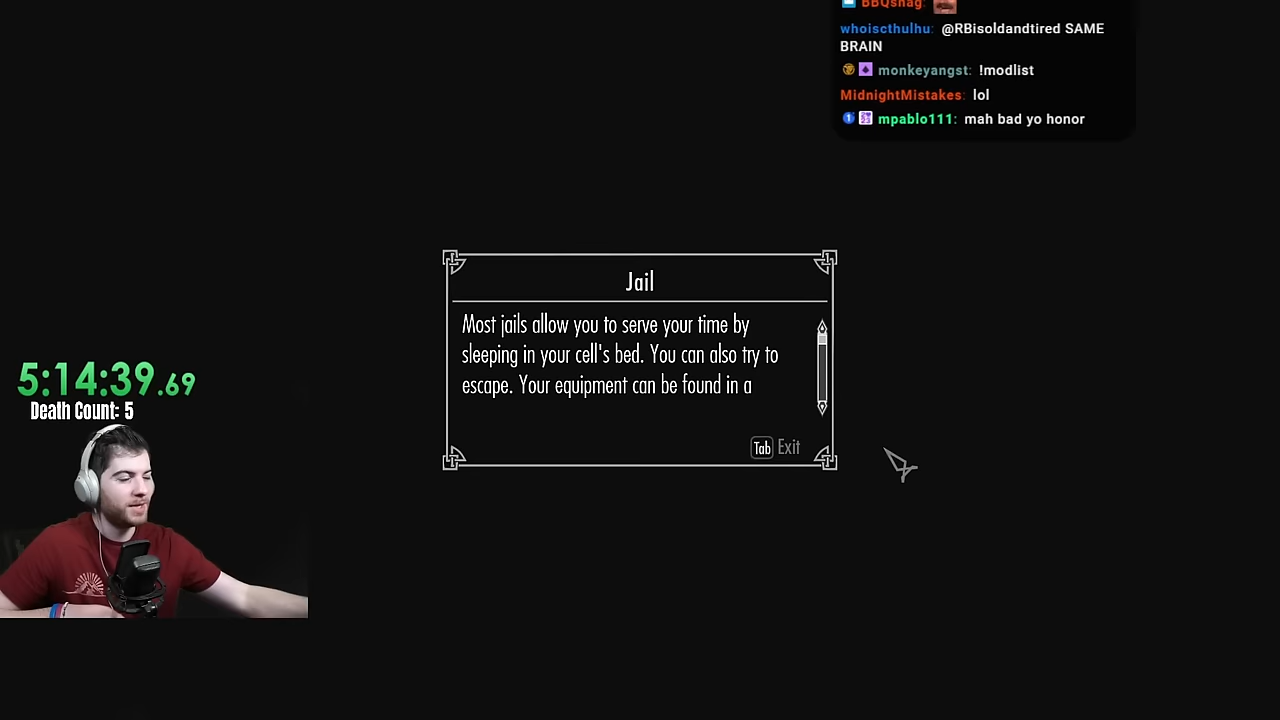 BBQshag:
whoiscthulhu: @RBisoldandtired SAME
BRAIN
monkeyangst: !modlist
MidnightMistakes: lol
1 mpablo111: mah bad yo honor
Jail
Most jails allow you to serve your time by
sleeping in your cell's bed. You can also try to
escape. Your equipment can be found in a
Tab Exit
5:14:39.69
Death Count: 5